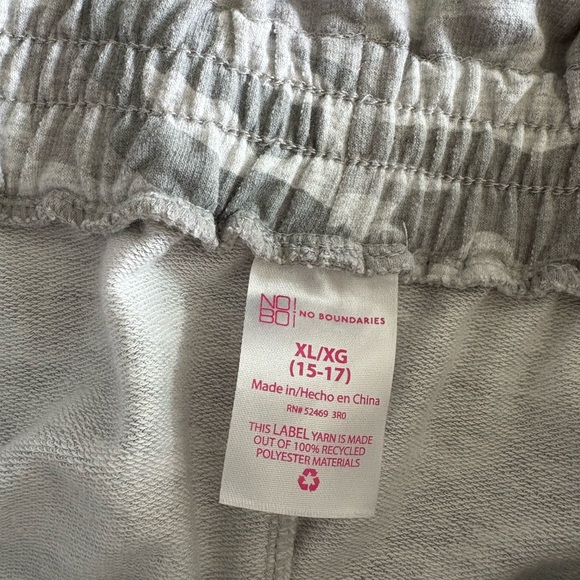 NO!
BO¡ NO BOUNDARIES
XL/XG
(15-17)
Made in/Hecho en China
RN# 52469 3R0
THIS LABEL YARN IS MADE
OUT OF 100% RECYCLED
POLYESTER MATERIALS